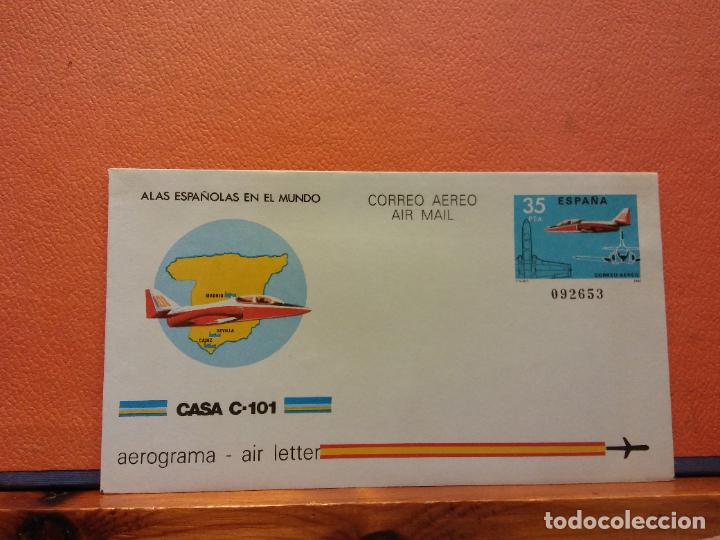 ALAS ESPAÑOLAS EN EL MUNDO
CORREO AEREO
AIR MAIL
35
PTA
ESPAÑA
CORREO AEREO
092653
MADRID
SEVILLA
CADIZ
CASA C-101
aerograma - air letter
todocoleccion